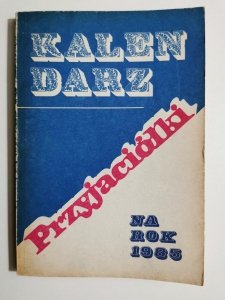 KALEN
DARZ
Przyjaciółki
NA
ROK
1985